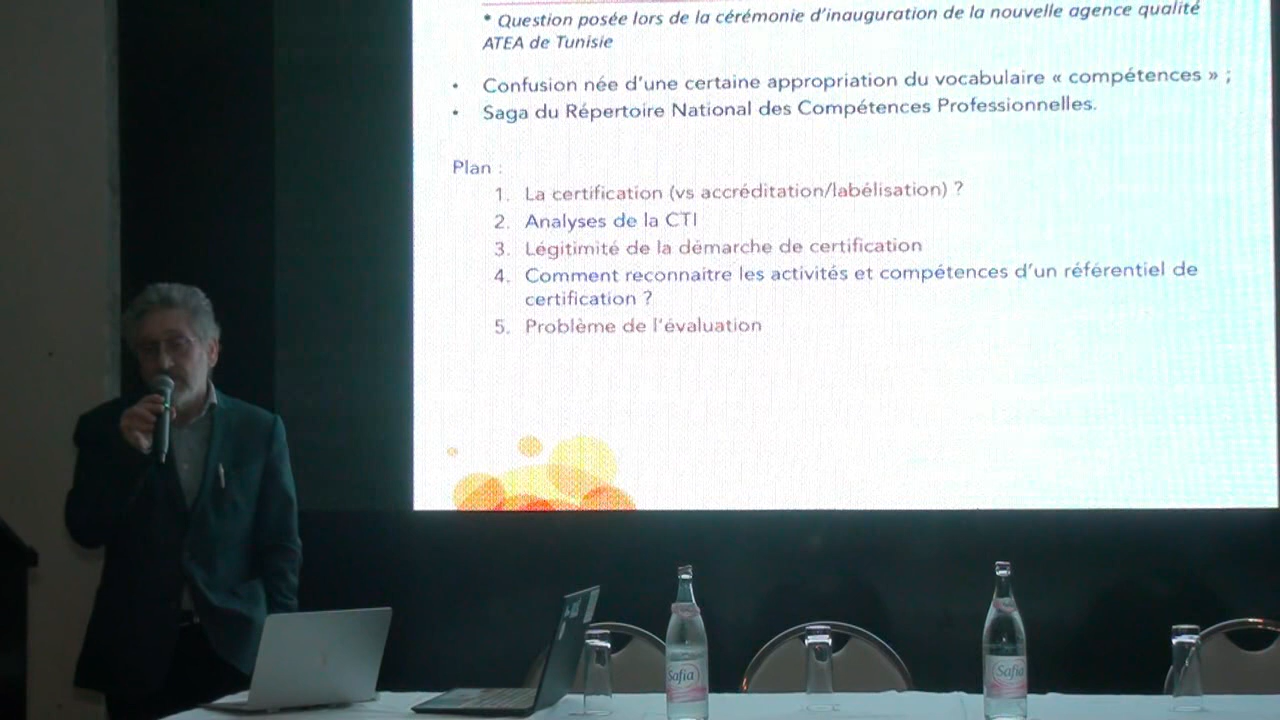 * Question posée lors de la cérémonie d'inauguration de la nouvelle agence qualité
ATEA de Tunisie
• Confusion née d'une certaine appropriation du vocabulaire « compétences » ;
• Saga du Répertoire National des Compétences Professionnelles.
Plan :
1. La certification (vs accréditation/labélisation) ?
2. Analyses de la CTI
3. Légitimité de la démarche de certification
4. Comment reconnaitre les activités et compétences d'un référentiel de
certification ?
5. Problème de l'évaluation
Safia
Safia